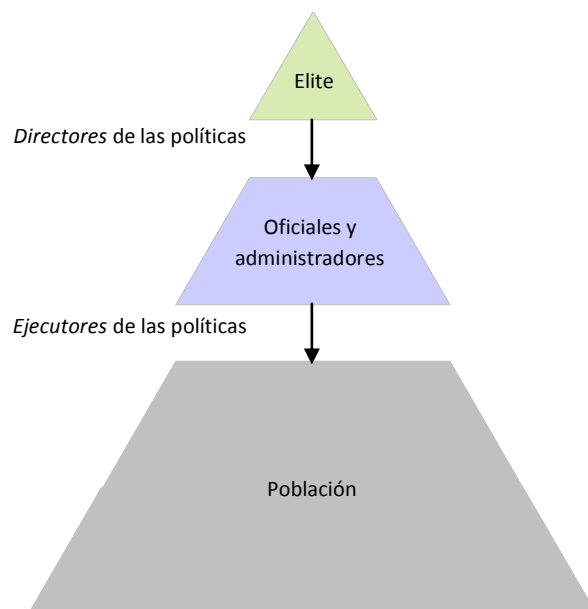 Elite
Directores de las políticas
Oficiales y
administradores
Ejecutores de las políticas
Población